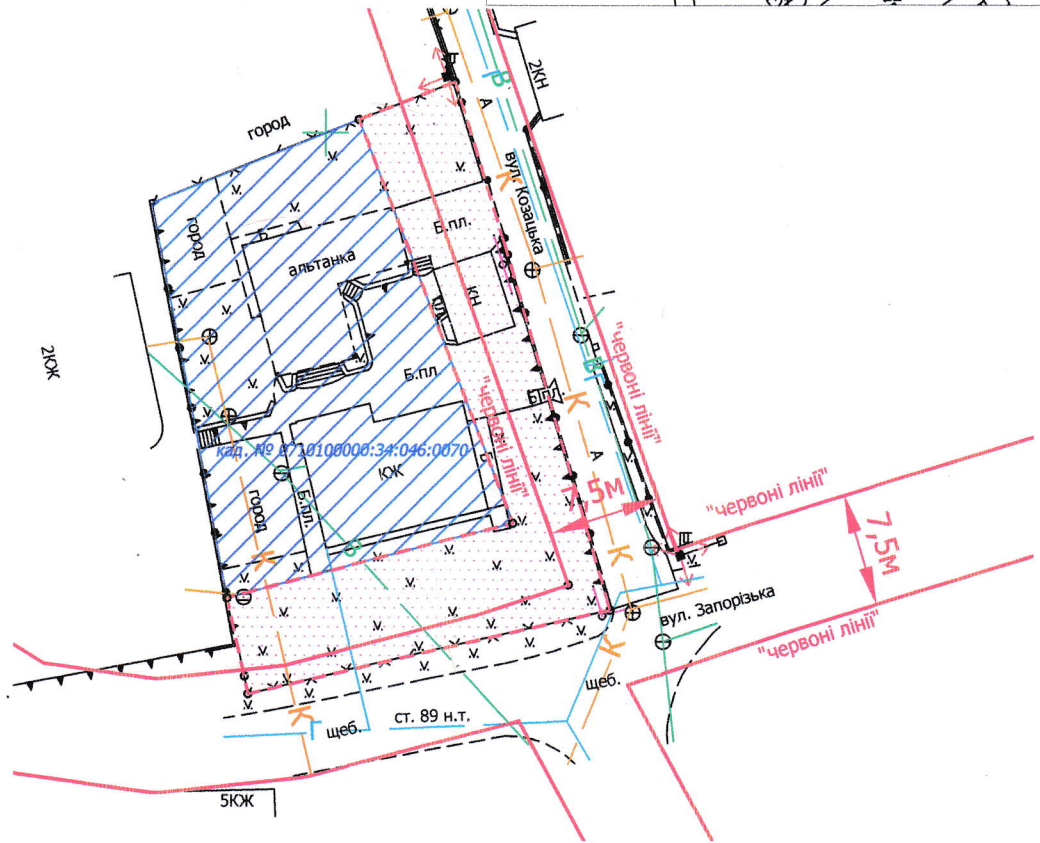 2КН
В
город
А
К
вул. Козацька
город
Б.пл.
Б
альтанка
КН
2КЖ
Б.пл
"червоні лінії"
"червоні лінії"
В
Г
К
Б
П
кад. № 0710100000:34:046:0070
КЖ
А
7,5м
город
Б.пл.
"червоні лінії"
7,5м
К
В
К
вул. Запорізька
"червоні лінії"
К
щеб.
К
Г
щеб.
ст. 89 н.т.
5КЖ